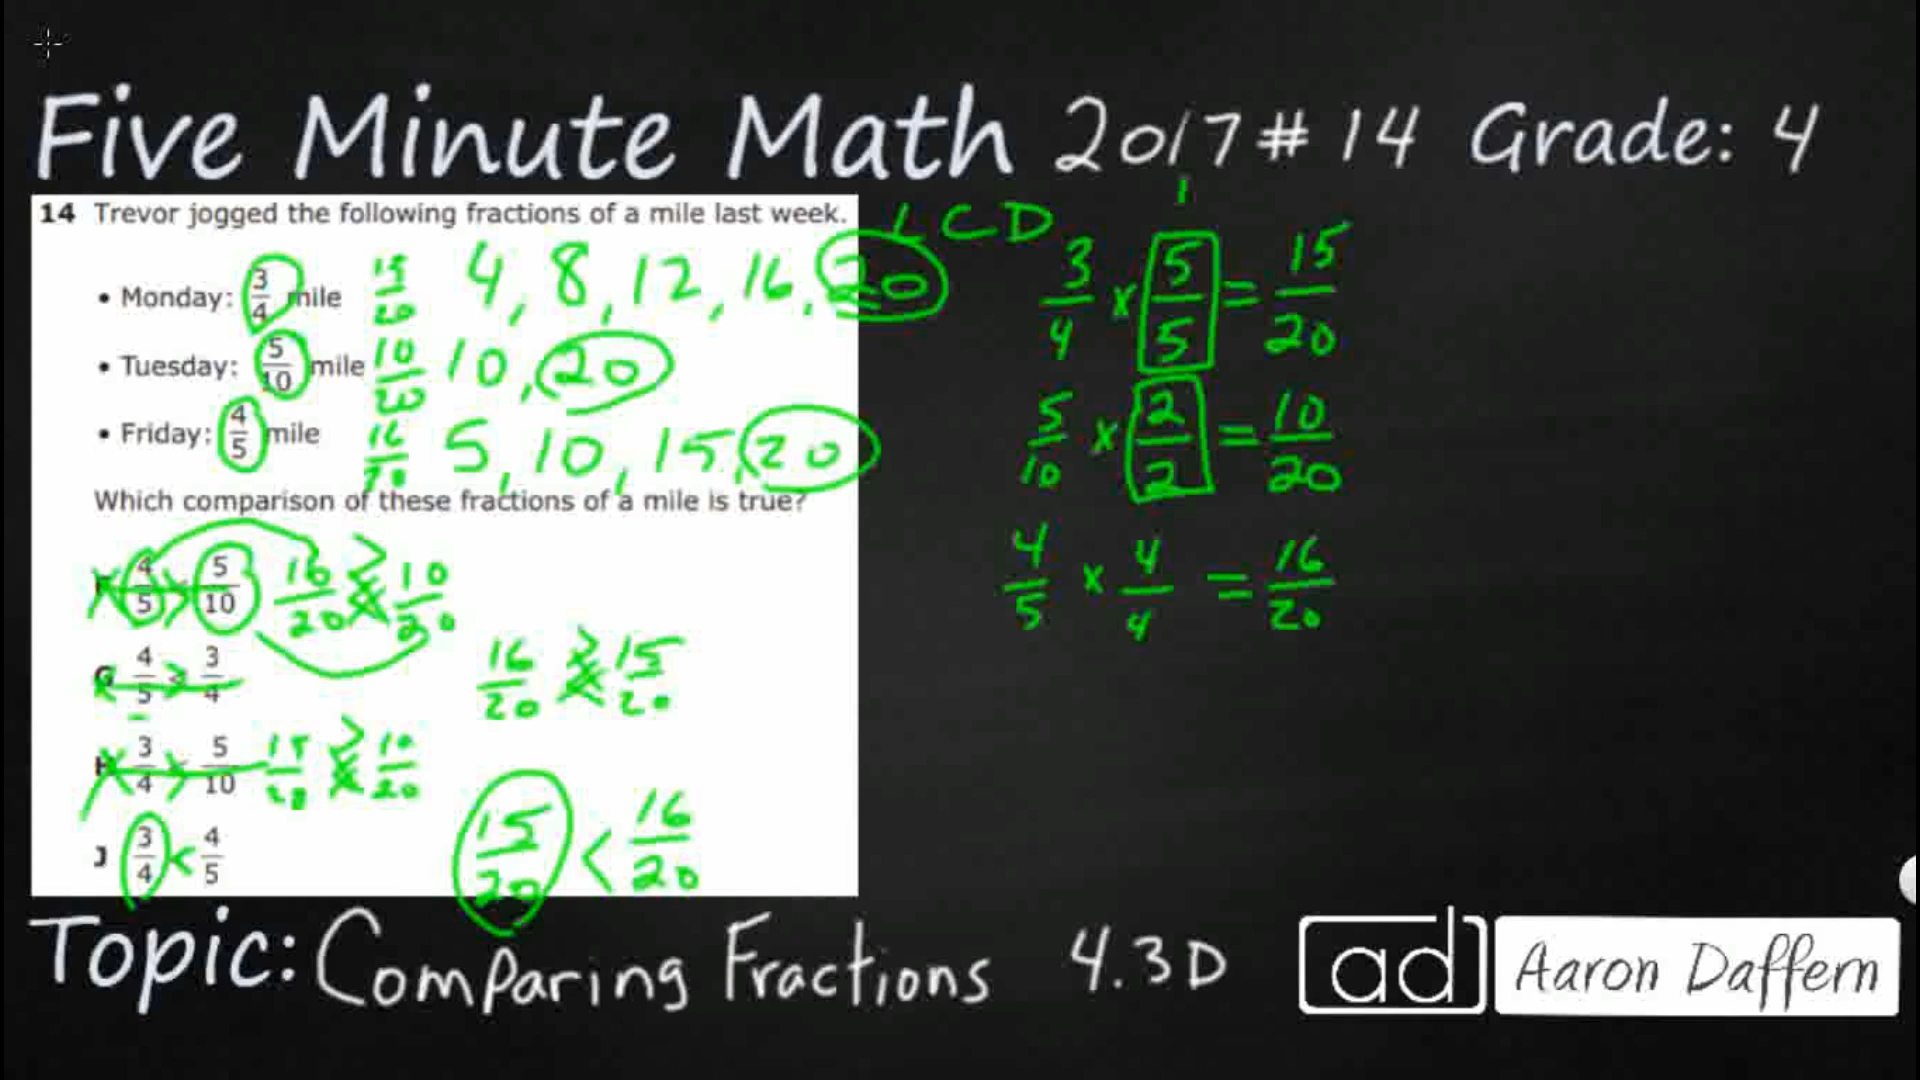 Five Minute Math 2017 # 14 Grade: 4
14 Trevor jogged the following fractions of a mile last week.
LCD
• Monday: 3/4 mile 15/20 4, 8, 12, 16, 20
3/4 x 5/5 = 15/20
1
• Tuesday: 5/10 mile 10/20 10, 20
5/10 x 2/2 = 10/20
• Friday: 4/5 mile 16/20 5, 10, 15, 20
4/5 x 4/4 = 16/20
Which comparison of these fractions of a mile is true?
4/5 5/10 16/20 > 10/20
G 4/5 3/4 16/20 > 15/20
H 3/4 5/10 15/20 > 10/20
J 3/4 < 4/5 15/20 < 16/20
Topic: Comparing Fractions 4.3D
ad Aaron Daffern